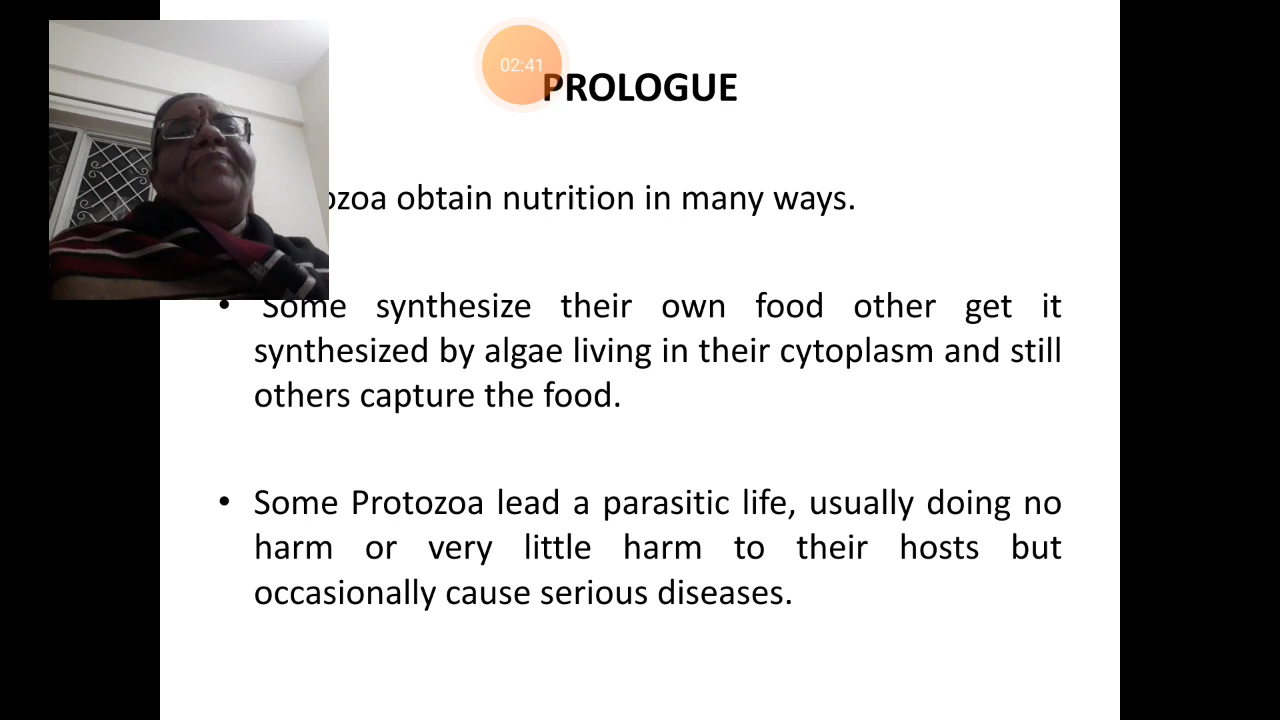 02:41
PROLOGUE
obtain nutrition in many ways.
• Some synthesize their own food other get it
synthesized by algae living in their cytoplasm and still
others capture the food.
• Some Protozoa lead a parasitic life, usually doing no
harm or very little harm to their hosts but
occasionally cause serious diseases.